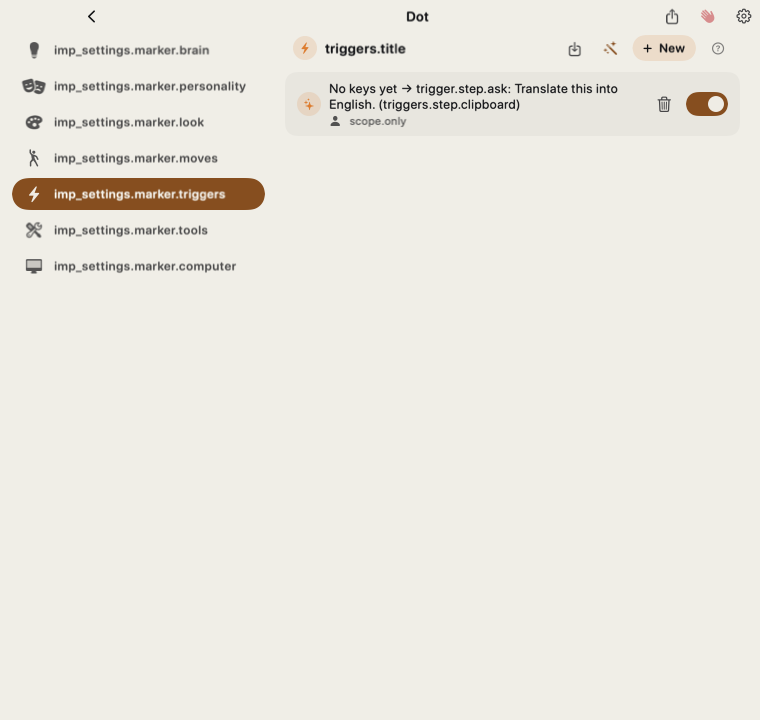 Dot
imp_settings.marker.brain
imp_settings.marker.personality
imp_settings.marker.look
imp_settings.marker.moves
imp_settings.marker.triggers
imp_settings.marker.tools
imp_settings.marker.computer
triggers.title
+ New
No keys yet → trigger.step.ask: Translate this into
English. (triggers.step.clipboard)
scope.only